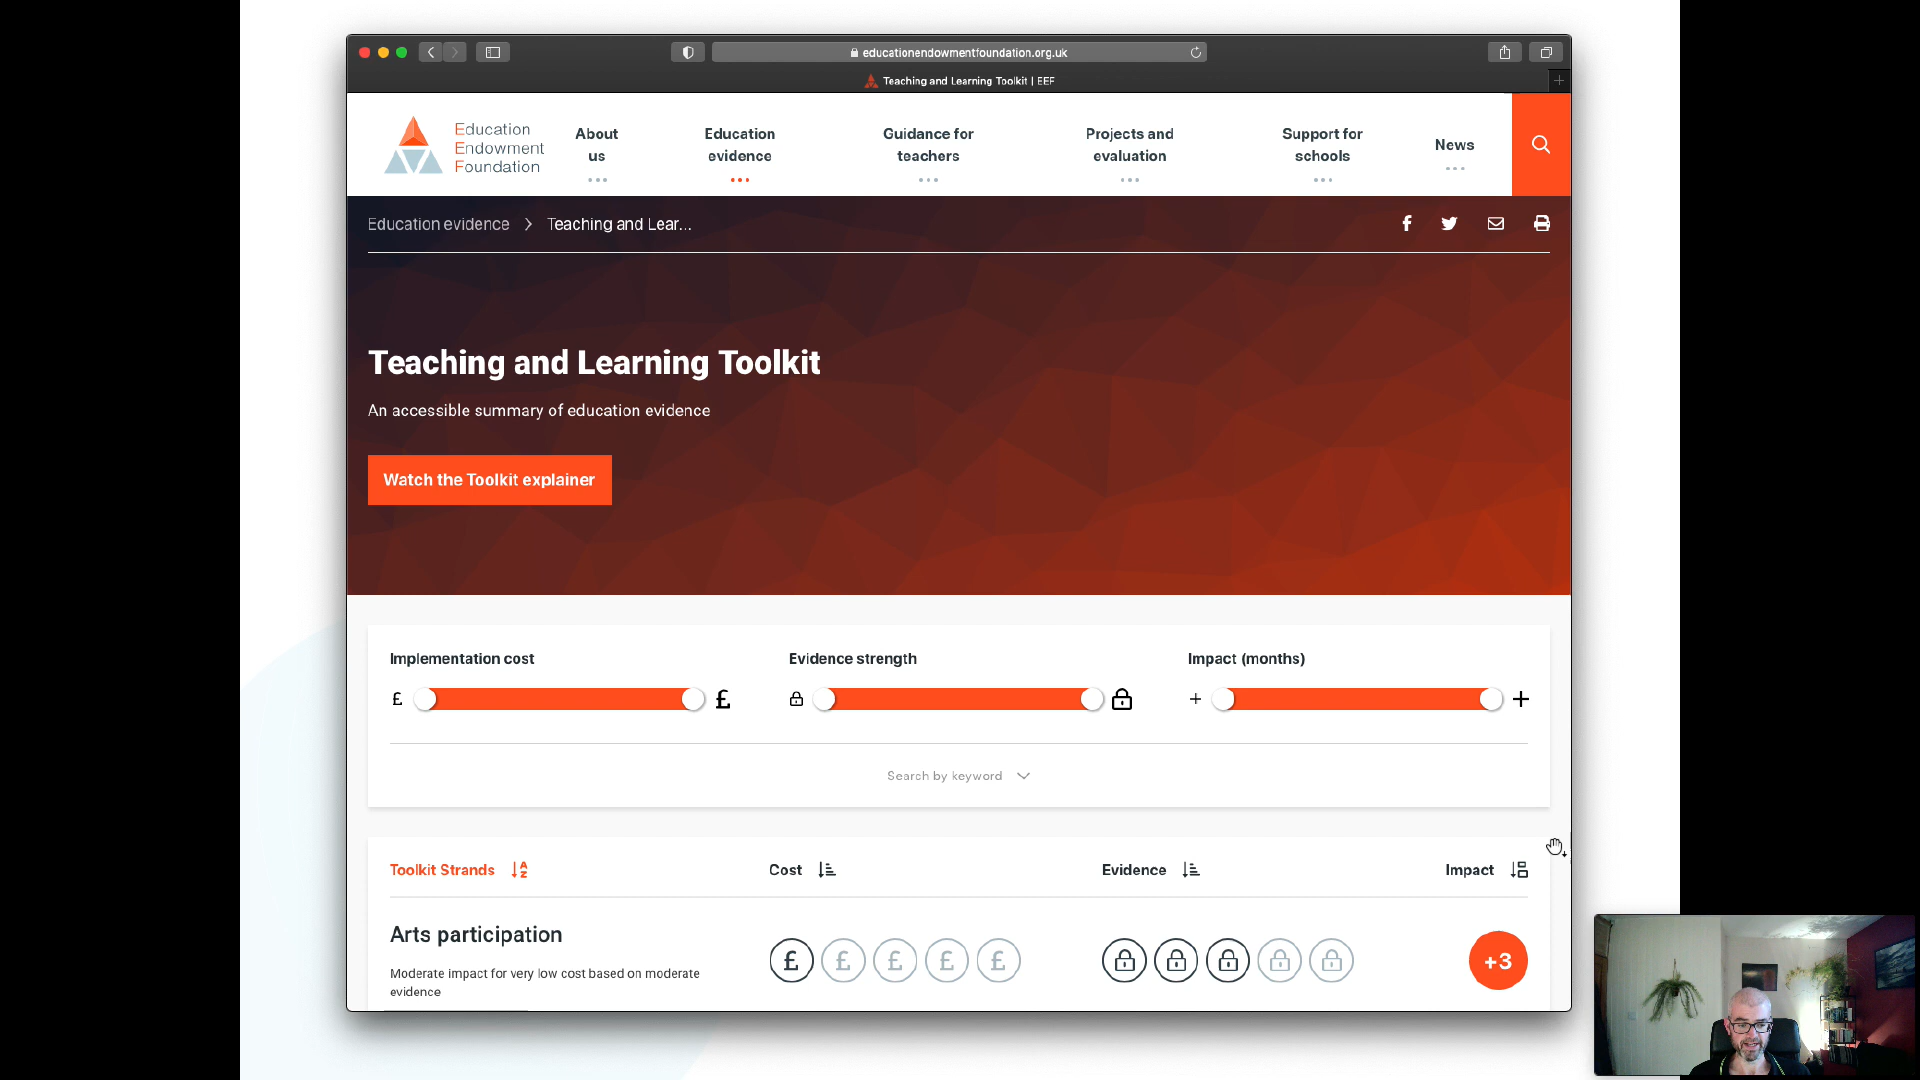 educationendowmentfoundation.org.uk
Teaching and Learning Toolkit | EEF
Education
Endowment
Foundation
About
us
Education
evidence
Guidance for
teachers
Projects and
evaluation
Support for
schools
News
Education evidence > Teaching and Lear...
Teaching and Learning Toolkit
An accessible summary of education evidence
Watch the Toolkit explainer
Implementation cost
Evidence strength
Impact (months)
£ £
+ +
Search by keyword
Toolkit Strands
Cost
Evidence
Impact
Arts participation
Moderate impact for very low cost based on moderate
evidence
£ £ £ £ £
+3